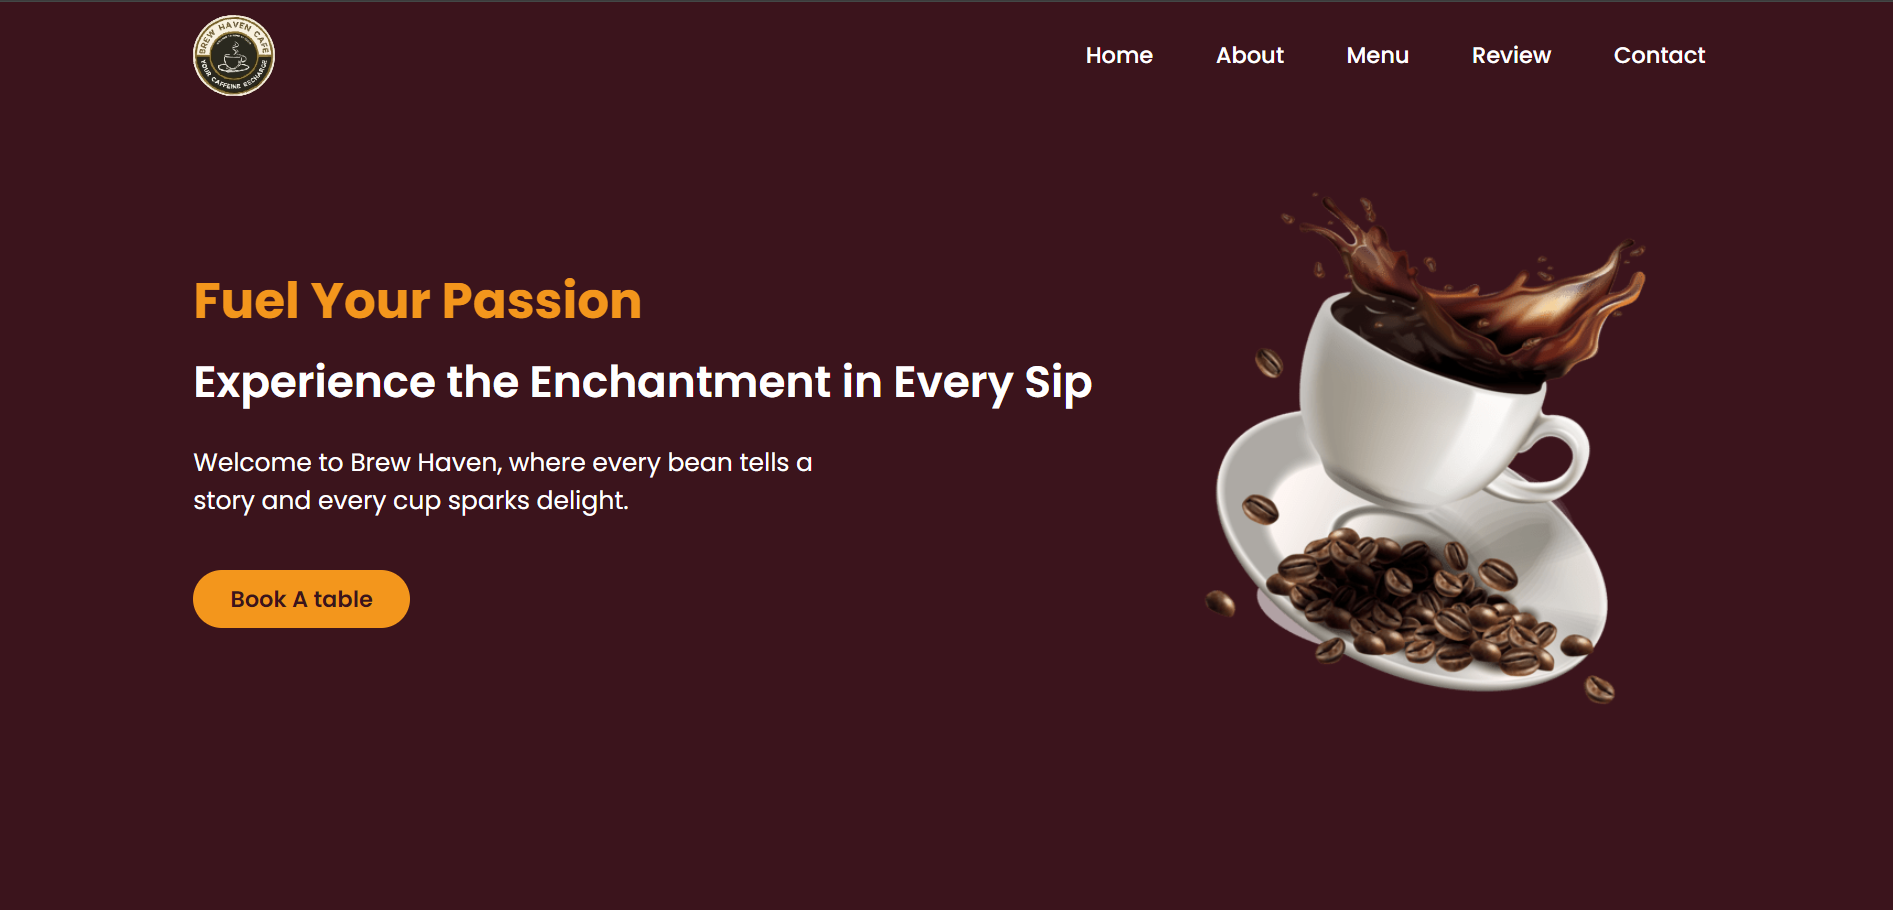 BREW HAVEN CAFE
YOUR CAFFEINE RECHARGE
Home About Menu Review Contact
Fuel Your Passion
Experience the Enchantment in Every Sip
Welcome to Brew Haven, where every bean tells a
story and every cup sparks delight.
Book A table